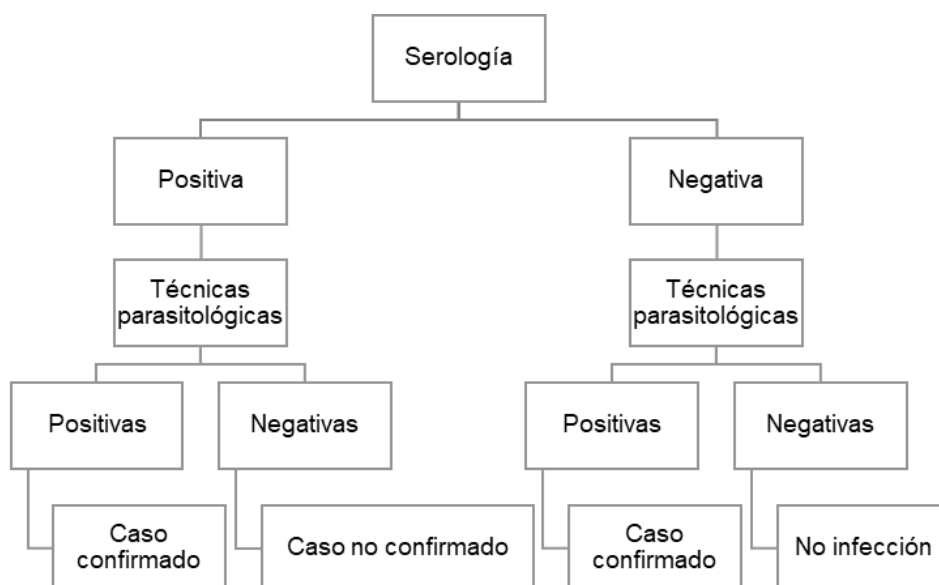 Serología
Positiva
Negativa
Técnicas
parasitológicas
Técnicas
parasitológicas
Positivas
Negativas
Positivas
Negativas
Caso
confirmado
Caso no confirmado
Caso
confirmado
No infección